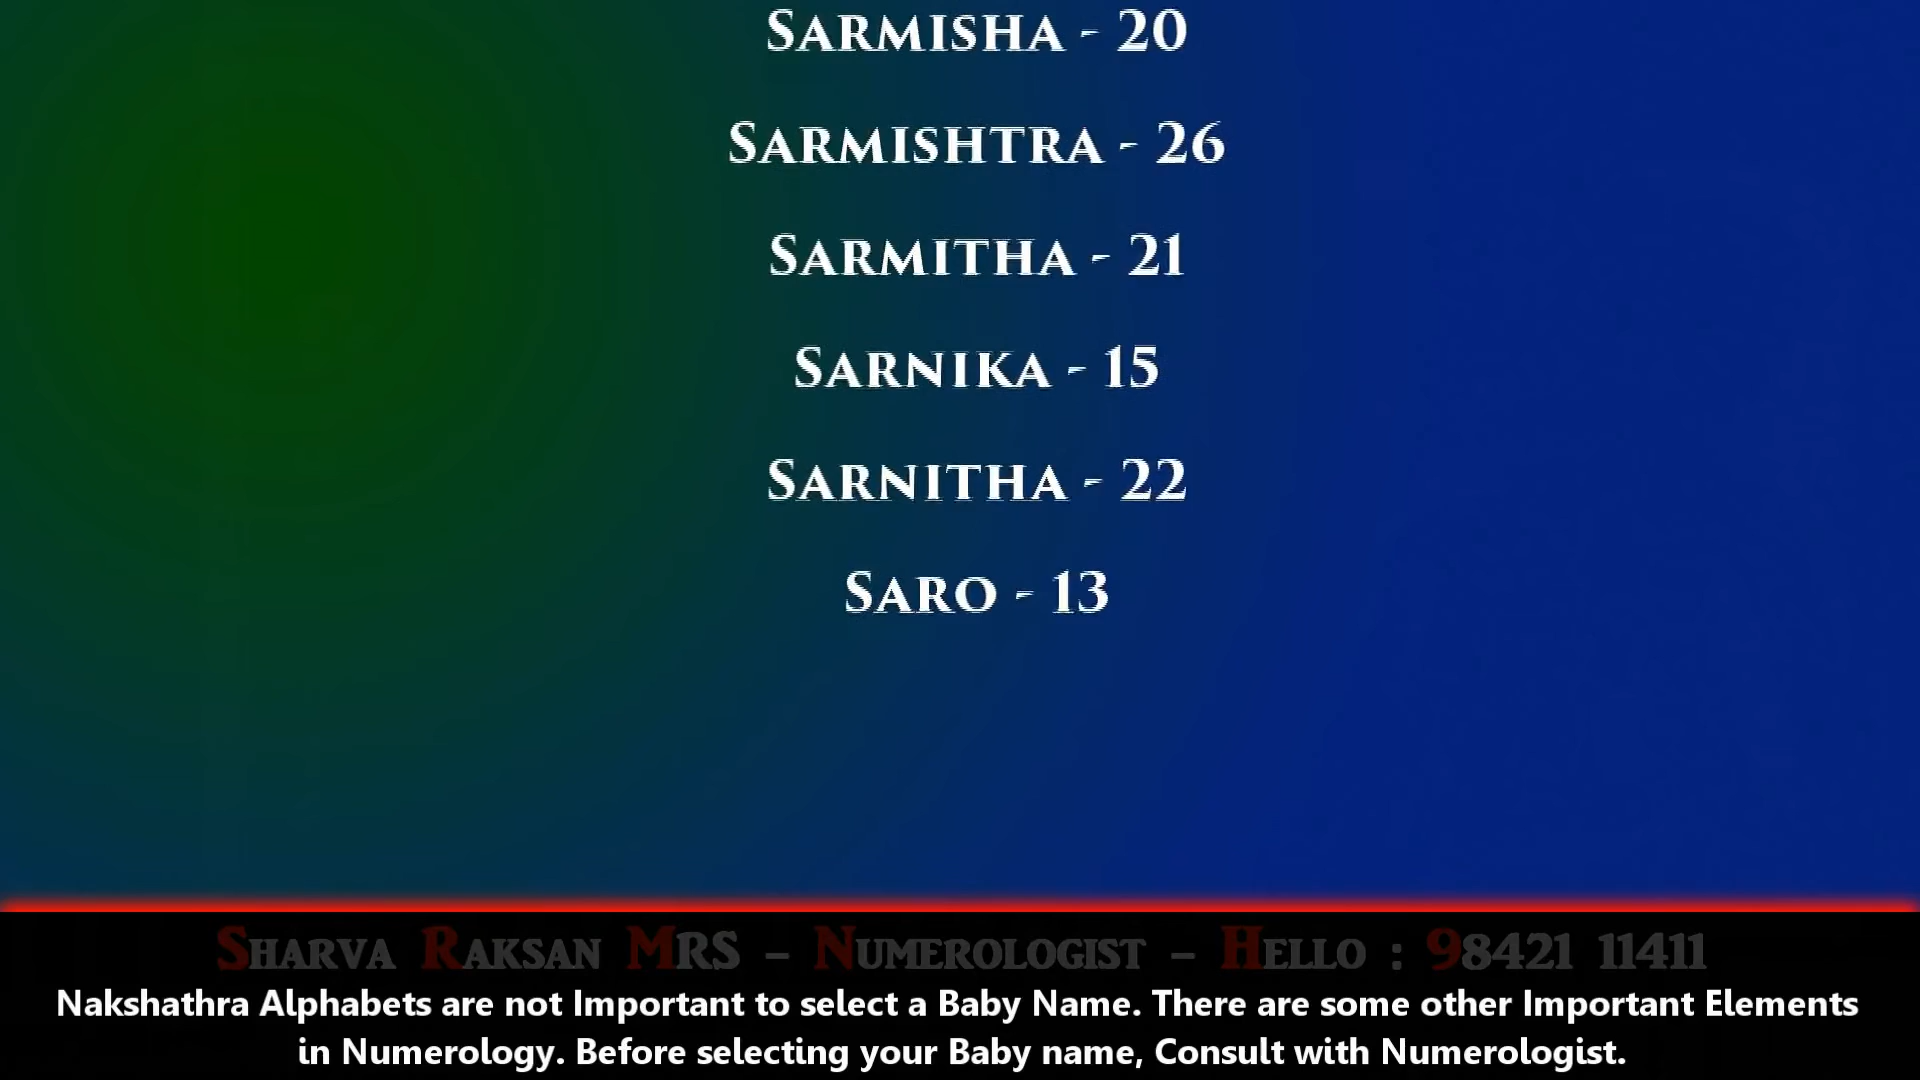 Sarmisha - 20
Sarmishtra - 26
Sarmitha - 21
Sarnika - 15
Sarnitha - 22
Saro - 13
Sharva Raksan MRS – Numerologist – Hello : 98421 11411
Nakshathra Alphabets are not Important to select a Baby Name. There are some other Important Elements
in Numerology. Before selecting your Baby name, Consult with Numerologist.